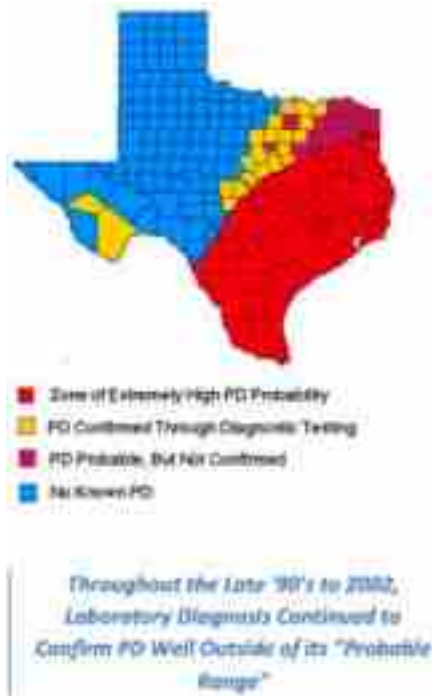 Zone of Extremely High PD Probability
PD Confirmed Through Diagnostic Testing
PD Probable, But Not Confirmed
No Known PD
Throughout the Late '90's to 2002,
Laboratory Diagnosis Continued to
Confirm PD Well Outside of its "Probable
Range"